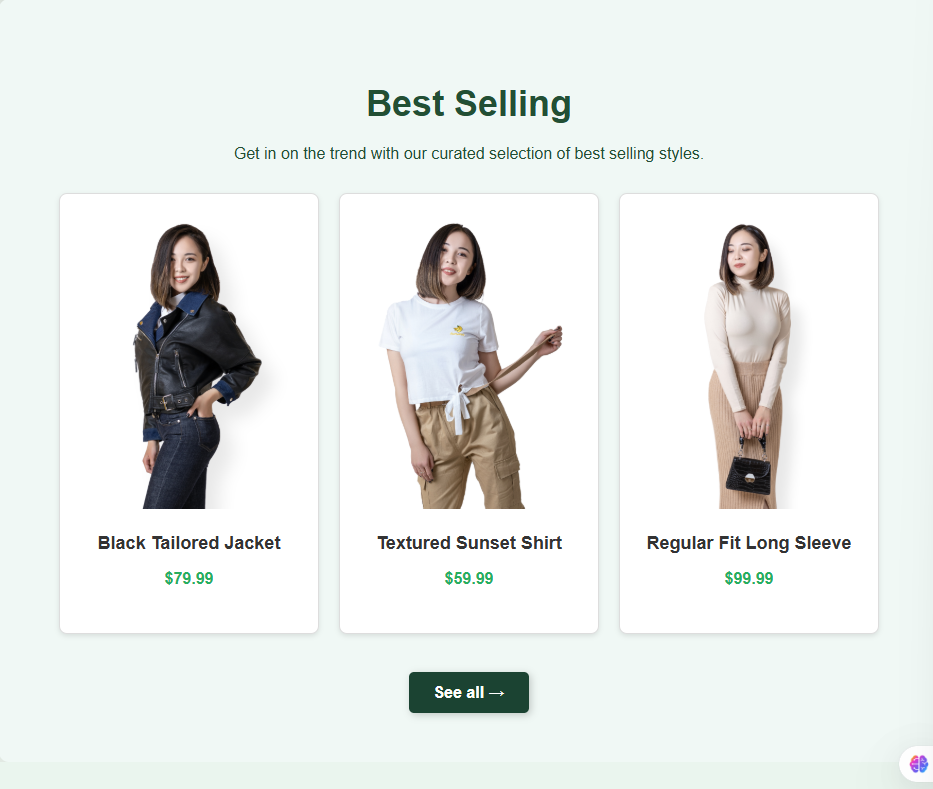 Best Selling
Get in on the trend with our curated selection of best selling styles.
Black Tailored Jacket
$79.99
Textured Sunset Shirt
$59.99
Regular Fit Long Sleeve
$99.99
See all →